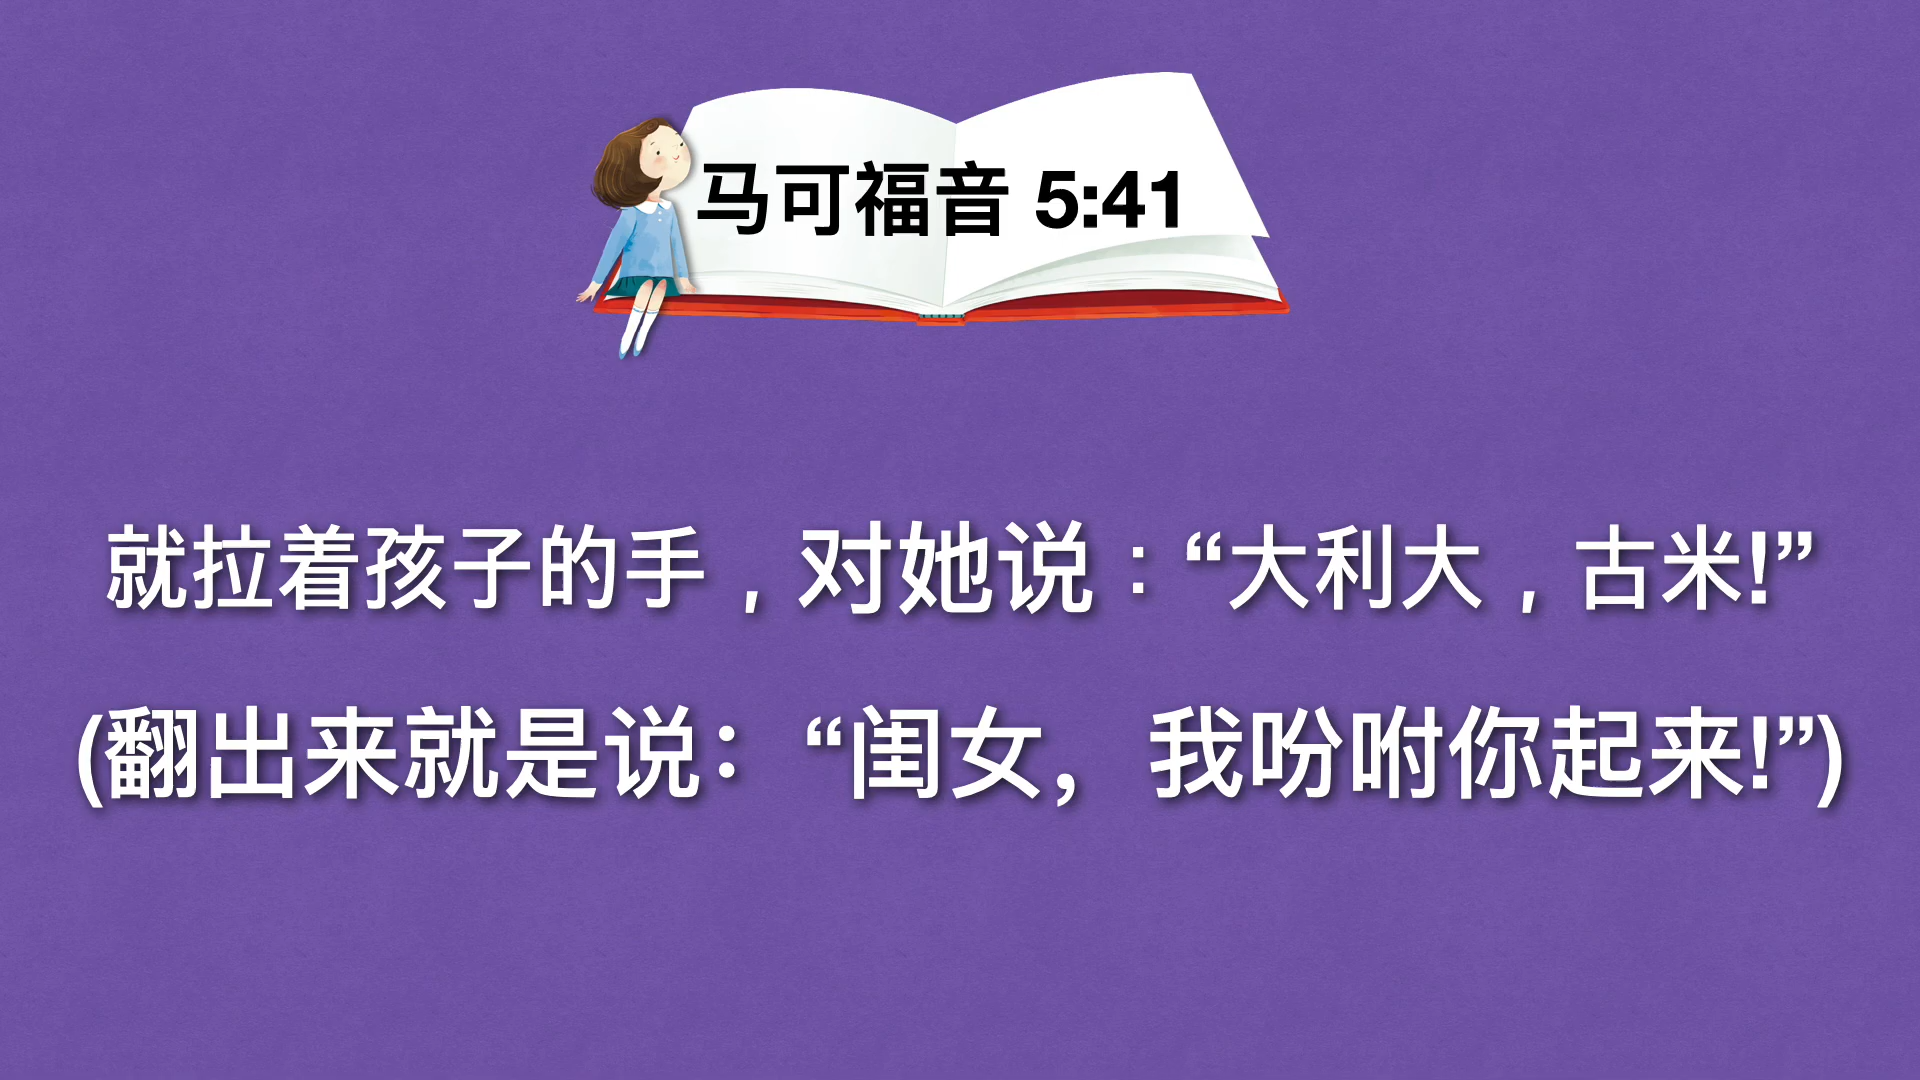 马可福音 5:41
就拉着孩子的手，对她说：“大利大，古米!”
(翻出来就是说：“闺女，我吩咐你起来!”)